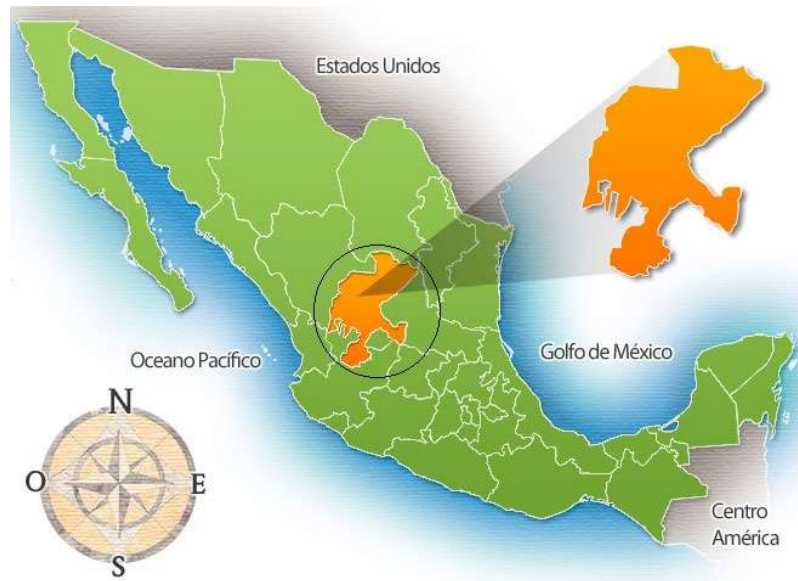 Estados Unidos
Golfo de México
Oceano Pacífico
N
O
E
S
Centro
América